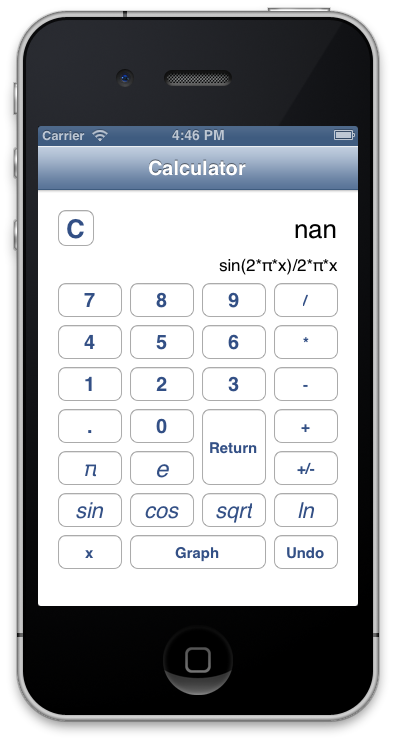 Carrier 4:46 PM
Calculator
C nan
sin(2*π*x)/2*π*x
7 8 9 /
4 5 6 *
1 2 3 -
. 0 Return +
π e +/-
sin cos sqrt ln
x Graph Undo